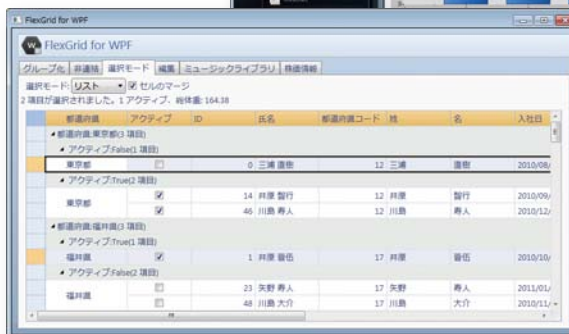 FlexGrid for WPF
FlexGrid for WPF
グループ化 非連結 選択モード 編集 ミュージックライブラリ 株価情報
選択モード: リスト セルのマージ
2 項目が選択されました。1 アクティブ、総体重: 164.38
都道府県 アクティブ ID 氏名 都道府県コード 姓 名 入社日
都道府県:東京都(3 項目)
アクティブ:False(1 項目)
東京都 0 三浦 直樹 12 三浦 直樹 2010/08/
アクティブ:True(2 項目)
東京都 14 井原 智行 12 井原 智行 2010/09/
46 川島 寿人 12 川島 寿人 2010/12/
都道府県:福井県(3 項目)
アクティブ:True(1 項目)
福井県 1 井原 晋伍 17 井原 晋伍 2010/10/
アクティブ:False(2 項目)
福井県 23 矢野 寿人 17 矢野 寿人 2011/01/
48 川島 大介 17 川島 大介 2010/11/